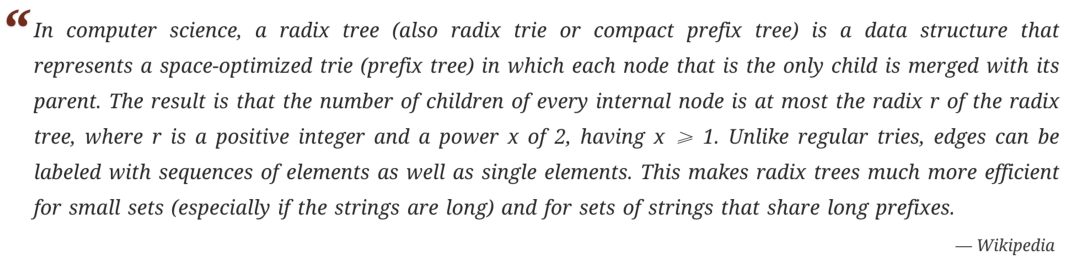 “In computer science, a radix tree (also radix trie or compact prefix tree) is a data structure that
represents a space-optimized trie (prefix tree) in which each node that is the only child is merged with its
parent. The result is that the number of children of every internal node is at most the radix r of the radix
tree, where r is a positive integer and a power x of 2, having x ⩾ 1. Unlike regular tries, edges can be
labeled with sequences of elements as well as single elements. This makes radix trees much more efficient
for small sets (especially if the strings are long) and for sets of strings that share long prefixes.
— Wikipedia